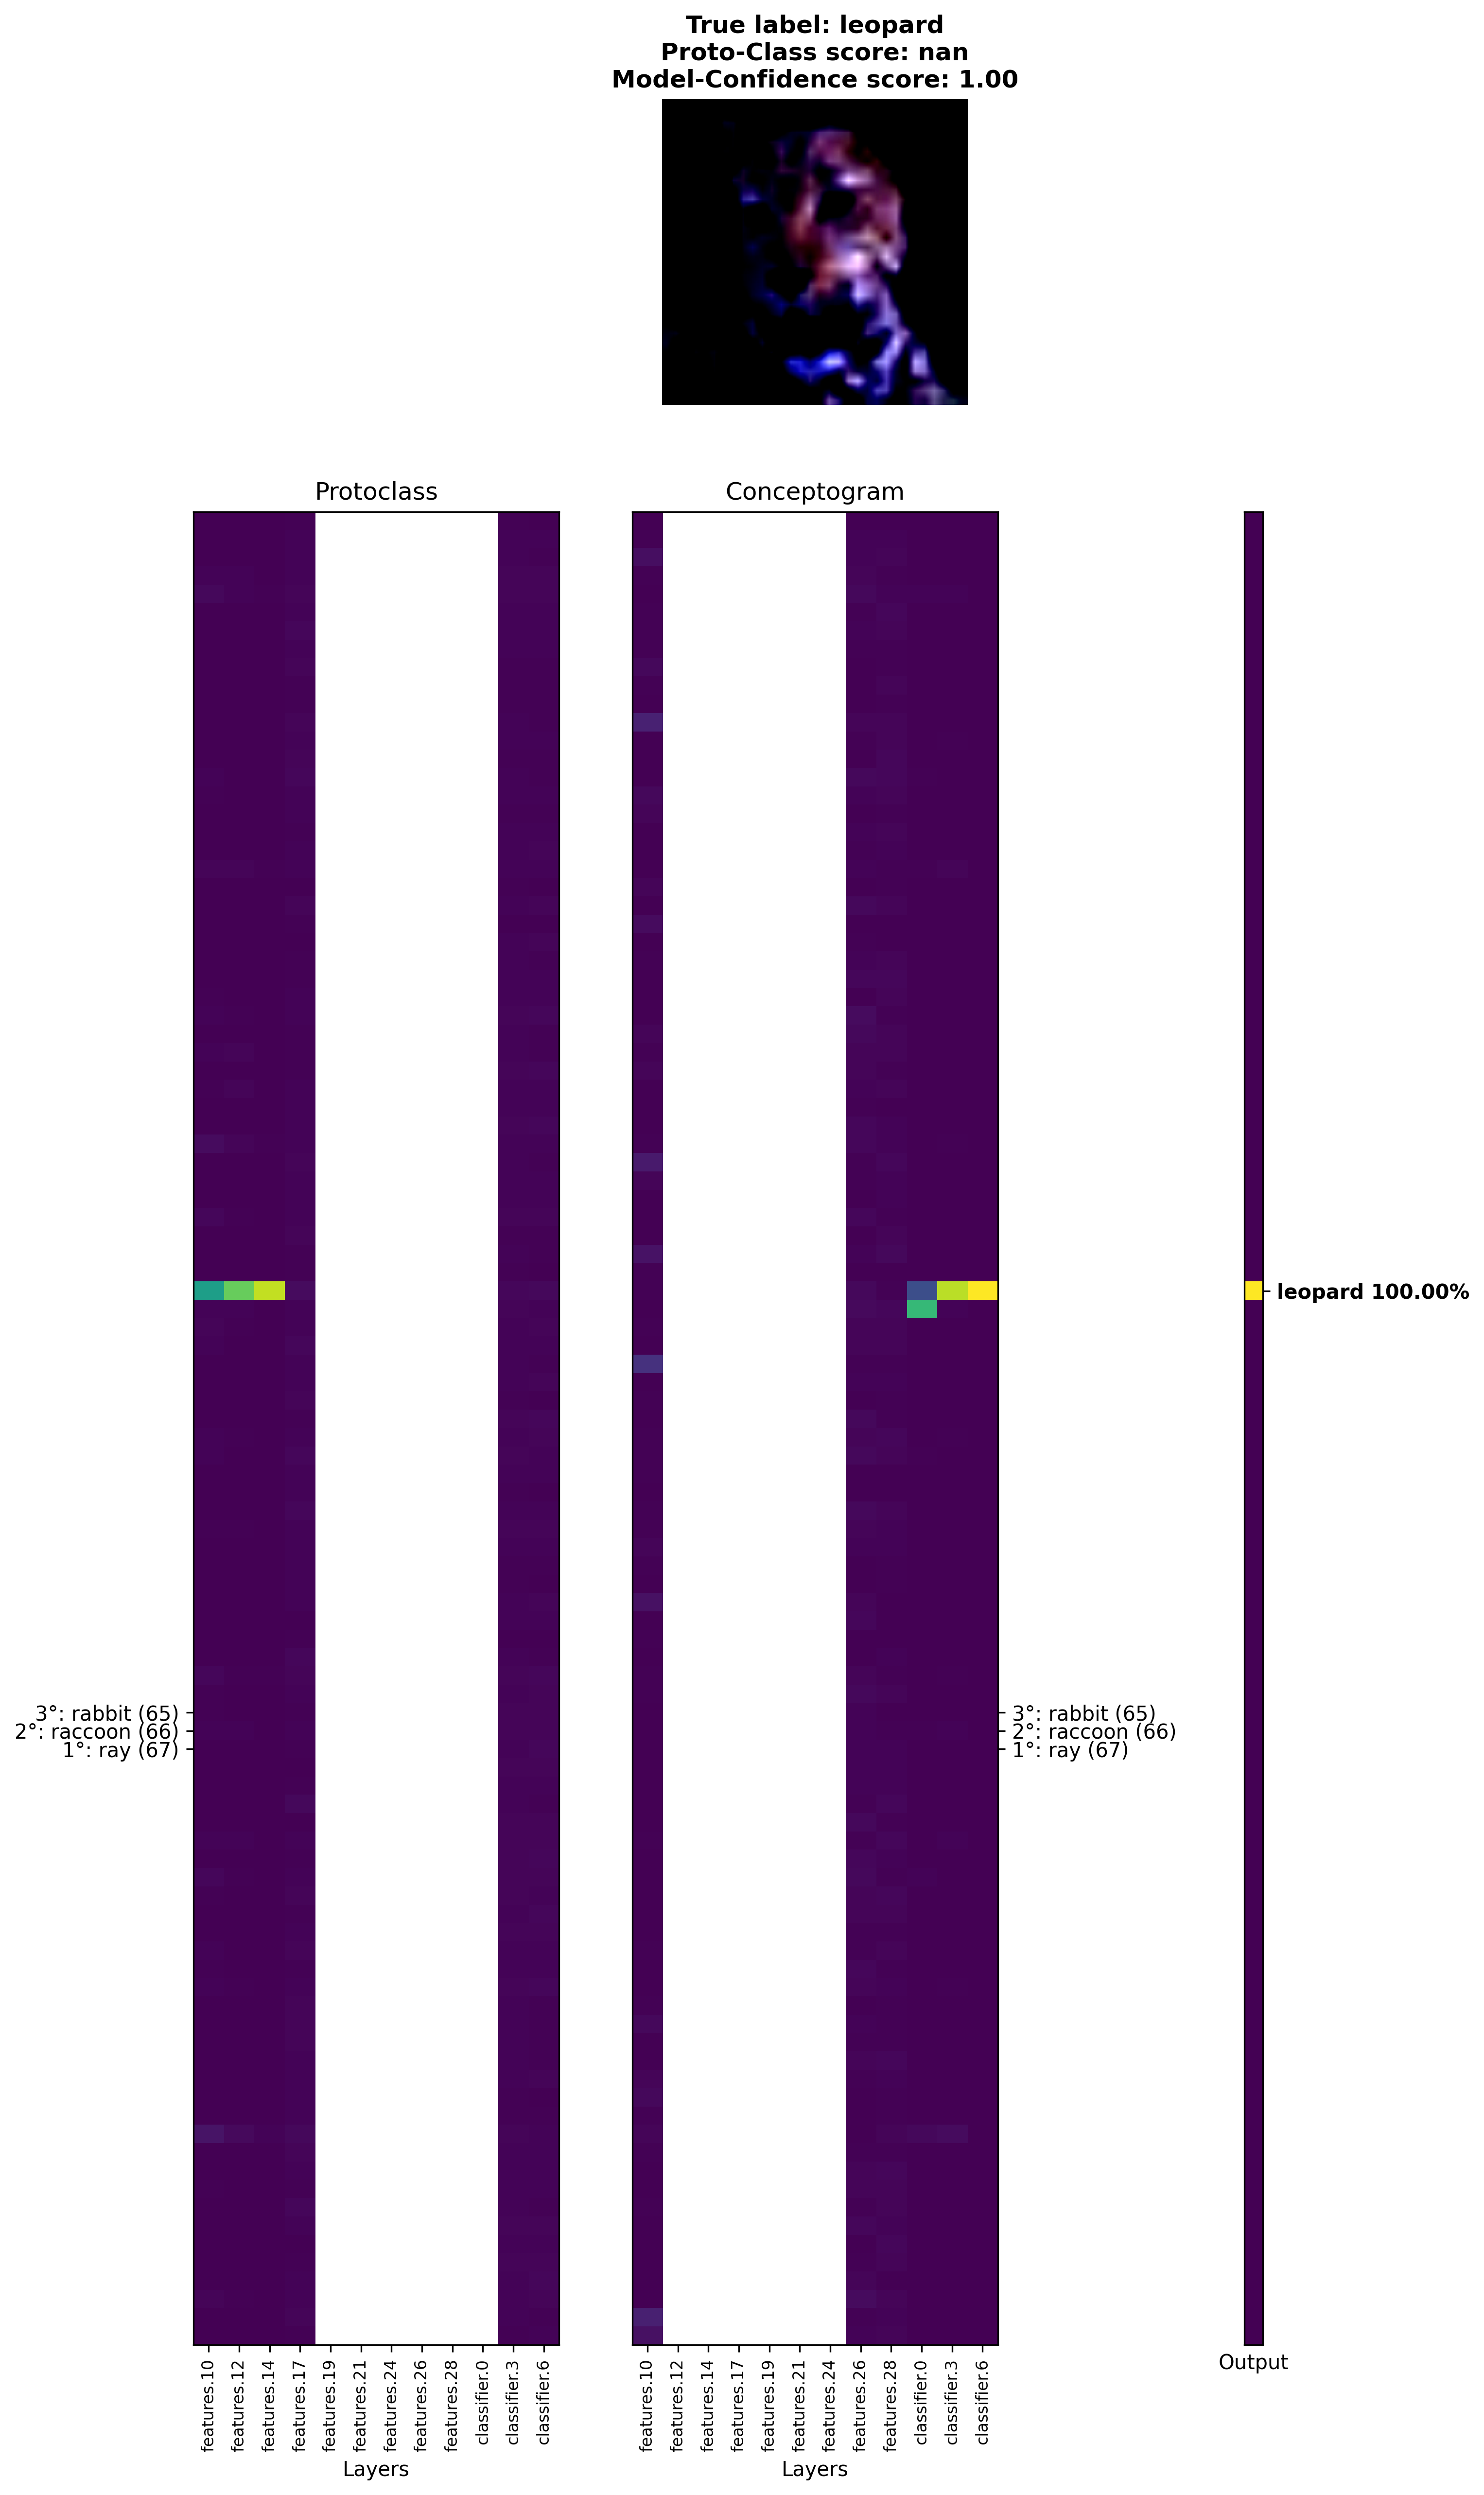 True label: leopard
Proto-Class score: nan
Model-Confidence score: 1.00
Protoclass
Conceptogram
leopard 100.00%
3°: rabbit (65)
2°: raccoon (66)
1°: ray (67)
3°: rabbit (65)
2°: raccoon (66)
1°: ray (67)
features.10
features.12
features.14
features.17
features.19
features.21
features.24
features.26
features.28
classifier.0
classifier.3
classifier.6
Layers
features.10
features.12
features.14
features.17
features.19
features.21
features.24
features.26
features.28
classifier.0
classifier.3
classifier.6
Layers
Output